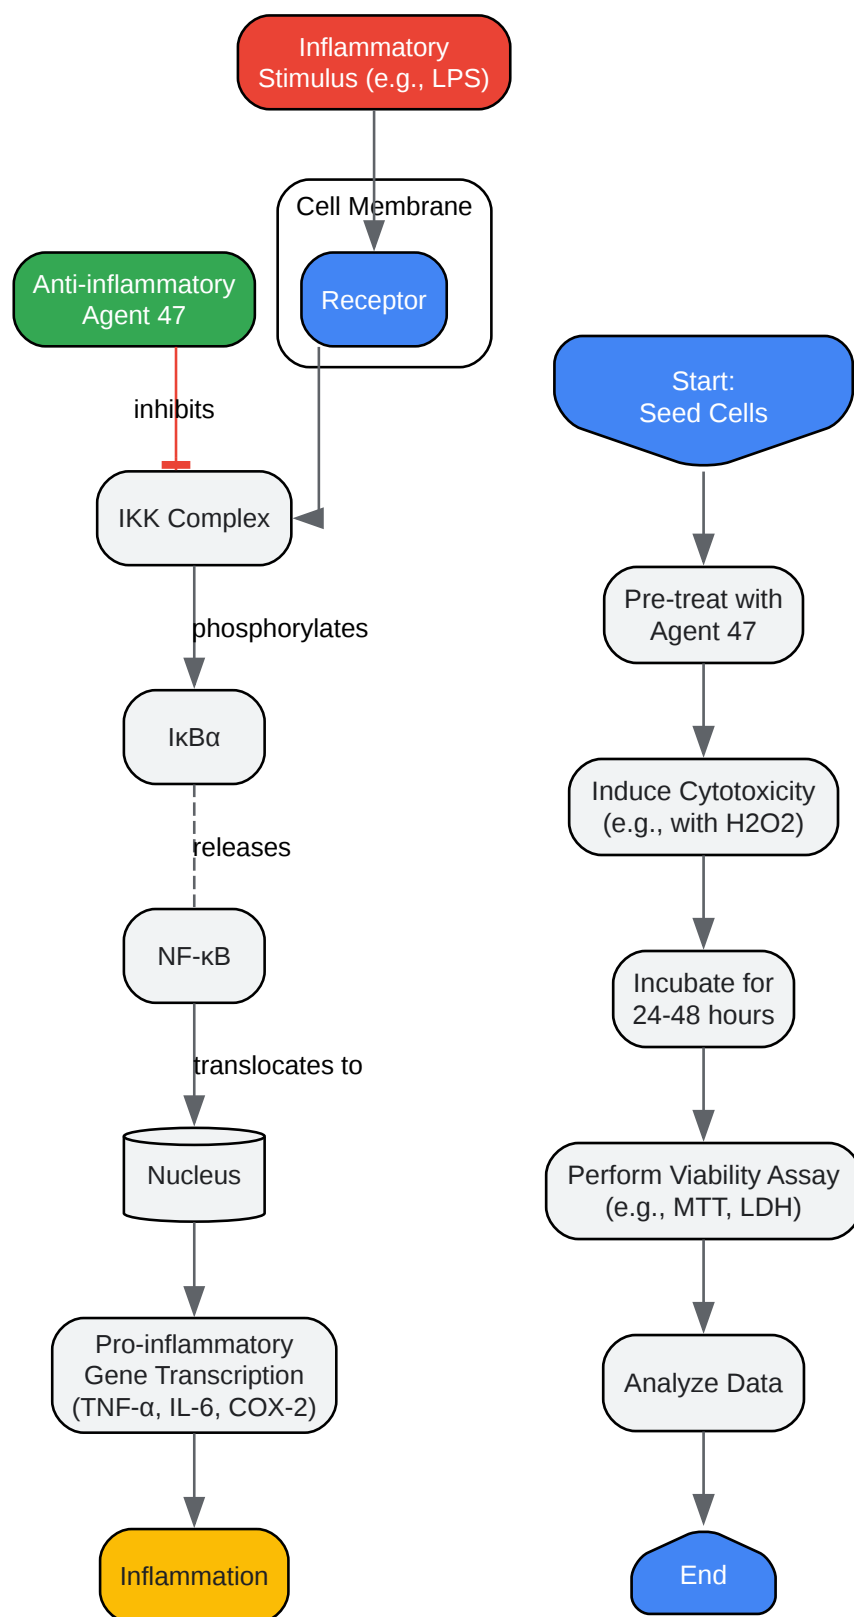 Inflammatory
Stimulus (e.g., LPS)
Cell Membrane
Anti-inflammatory
Agent 47
Receptor
inhibits
IKK Complex
phosphorylates
IκBα
releases
NF-κB
translocates to
Nucleus
Pro-inflammatory
Gene Transcription
(TNF-α, IL-6, COX-2)
Inflammation
Start:
Seed Cells
Pre-treat with
Agent 47
Induce Cytotoxicity
(e.g., with H2O2)
Incubate for
24-48 hours
Perform Viability Assay
(e.g., MTT, LDH)
Analyze Data
End